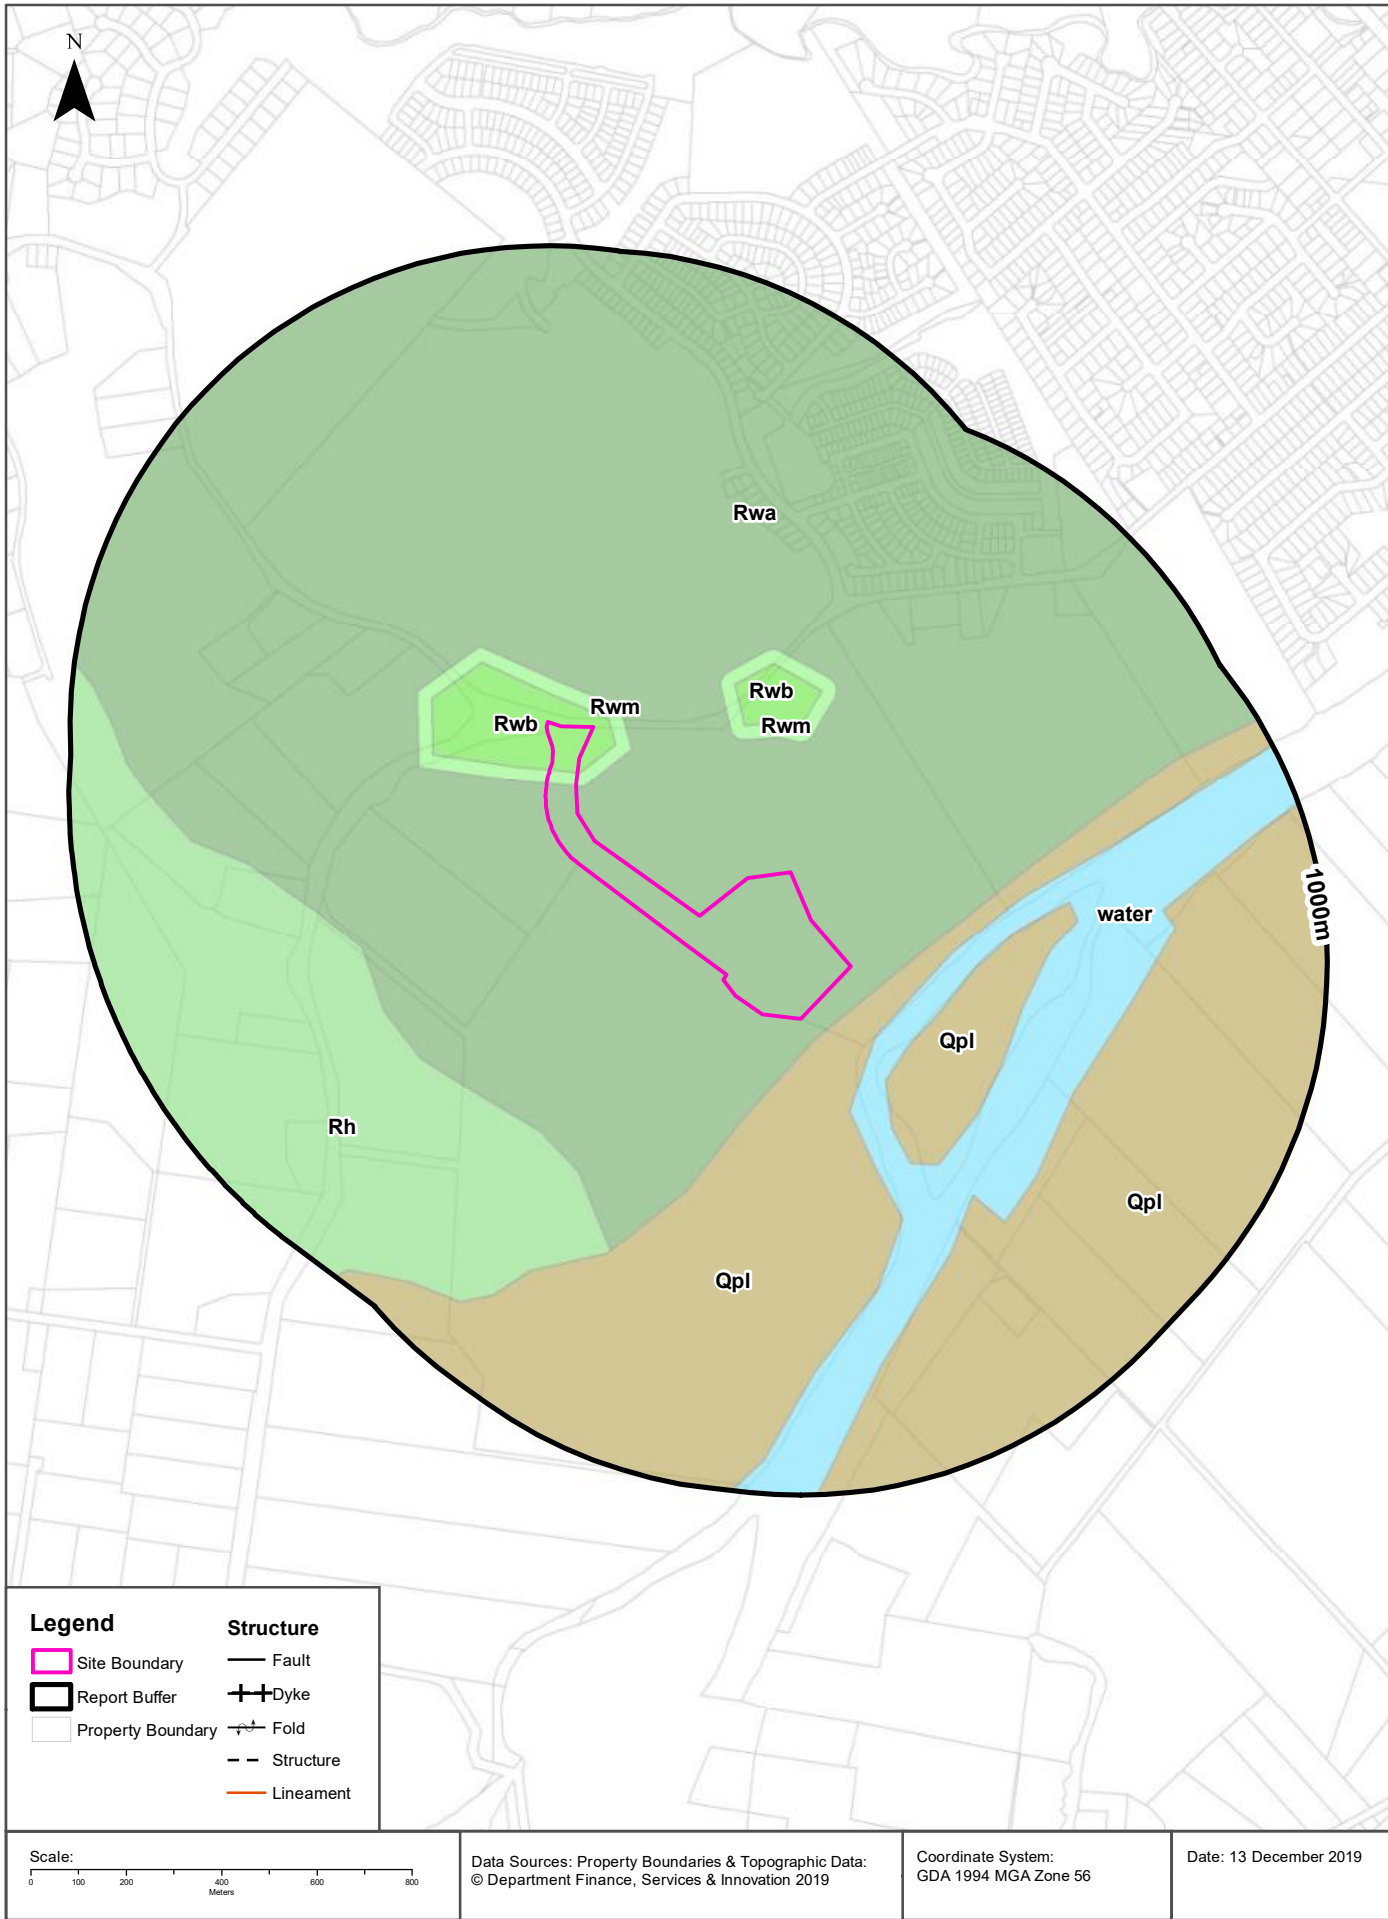 N
Rwa
Rwb
Rwm
Rwb
Rwm
1000m
water
Qpl
Rh
Qpl
Qpl
Legend
Site Boundary
Report Buffer
Property Boundary
Structure
Fault
Dyke
Fold
Structure
Lineament
Scale:
0 100 200 400 600 800
Meters
Data Sources: Property Boundaries & Topographic Data:
© Department Finance, Services & Innovation 2019
Coordinate System:
GDA 1994 MGA Zone 56
Date: 13 December 2019